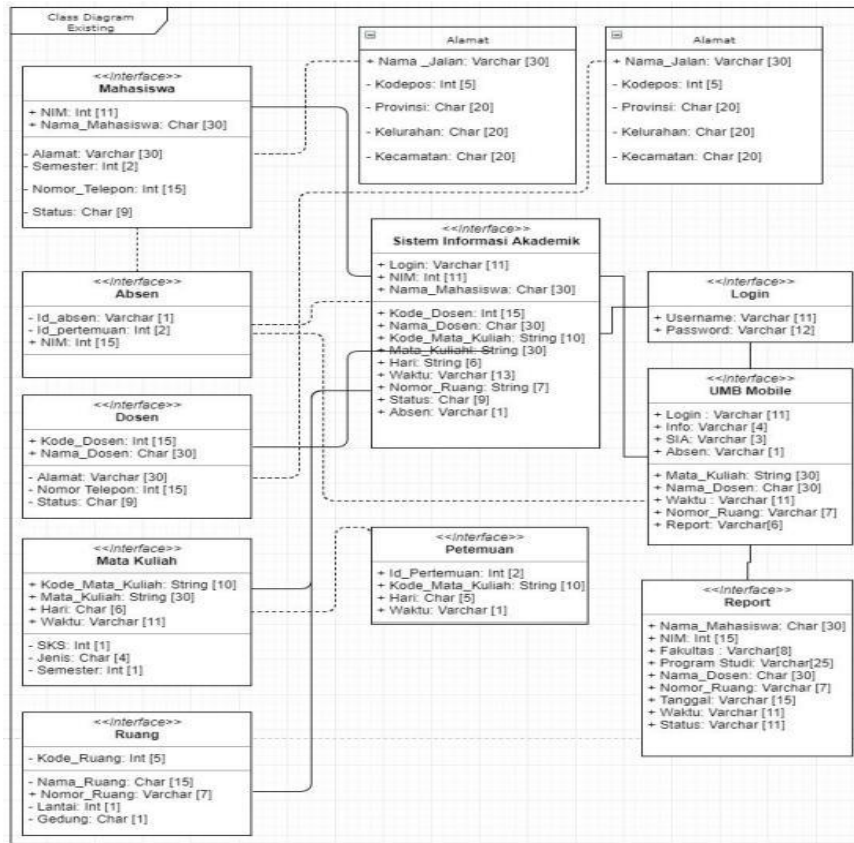 Class Diagram
Existing
Alamat
+ Nama _Jalan: Varchar [30]
- Kodepos: Int [5]
- Provinsi: Char [20]
- Kelurahan: Char [20]
- Kecamatan: Char [20]
Alamat
+ Nama_Jalan: Varchar [30]
- Kodepos: Int [5]
- Provinsi: Char [20]
- Kelurahan: Char [20]
- Kecamatan: Char [20]
<<interface>>
Mahasiswa
+ NIM: Int [11]
+ Nama_Mahasiswa: Char [30]
- Alamat: Varchar [30]
- Semester: Int [2]
- Nomor_Telepon: Int [15]
- Status: Char [9]
<<interface>>
Sistem Informasi Akademik
+ Login: Varchar [11]
+ NIM: Int [11]
+ Nama_Mahasiswa: Char [30]
+ Kode_Dosen: Int [15]
+ Nama_Dosen: Char [30]
+ Kode_Mata_Kuliah: String [10]
+ Mata_Kuliahl: String [30]
+ Hari: String [6]
+ Waktu: Varchar [13]
+ Nomor_Ruang: String [7]
+ Status: Char [9]
+ Absen: Varchar [1]
<<interface>>
Login
+ Username: Varchar [11]
+ Password: Varchar [12]
<<interface>>
Absen
- Id_absen: Varchar [1]
- Id_pertemuan: Int [2]
+ NIM: Int [15]
<<interface>>
UMB Mobile
+ Login : Varchar [11]
+ Info: Varchar [4]
+ SIA: Varchar [3]
+ Absen: Varchar [1]
+ Mata_Kuliah: String [30]
+ Nama_Dosen: Char [30]
+ Waktu : Varchar [11]
+ Nomor_Ruang: Varchar [7]
+ Report: Varchar[6]
<<interface>>
Dosen
+ Kode_Dosen: Int [15]
+ Nama_Dosen: Char [30]
- Alamat: Varchar [30]
- Nomor Telepon: Int [15]
- Status: Char [9]
<<interface>>
Mata Kuliah
+ Kode_Mata_Kuliah: String [10]
+ Mata_Kuliah: String [30]
+ Hari: Char [6]
+ Waktu: Varchar [11]
- SKS: Int [1]
- Jenis: Char [4]
- Semester: Int [1]
<<interface>>
Petemuan
+ Id_Pertemuan: Int [2]
+ Kode_Mata_Kuliah: String [10]
+ Hari: Char [5]
+ Waktu: Varchar [1]
<<interface>>
Report
+ Nama_Mahasiswa: Char [30]
+ NIM: Int [15]
+ Fakultas : Varchar[8]
+ Program Studi: Varchar[25]
+ Nama_Dosen: Char [30]
+ Nomor_Ruang: Varchar [7]
+ Tanggal: Varchar [15]
+ Waktu: Varchar [11]
+ Status: Varchar [11]
<<interface>>
Ruang
- Kode_Ruang: Int [5]
- Nama_Ruang: Char [15]
+ Nomor_Ruang: Varchar [7]
- Lantai: Int [1]
- Gedung: Char [1]